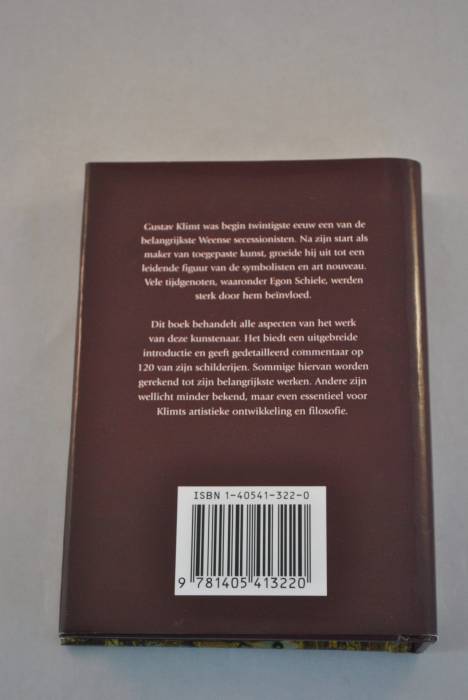 Gustav Klimt was begin twintigste eeuw een van de
belangrijkste Weense secessionisten. Na zijn start als
maker van toegepaste kunst, groeide hij uit tot een
leidende figuur van de symbolisten en art nouveau.
Vele tijdgenoten, waaronder Egon Schiele, werden
sterk door hem beïnvloed.
Dit boek behandelt alle aspecten van het werk
van deze kunstenaar. Het biedt een uitgebreide
introductie en geeft gedetailleerd commentaar op
120 van zijn schilderijen. Sommige hiervan worden
gerekend tot zijn belangrijkste werken. Andere zijn
wellicht minder bekend, maar even essentieel voor
Klimts artistieke ontwikkeling en filosofie.
ISBN 1-40541-322-0
9 781405 413220